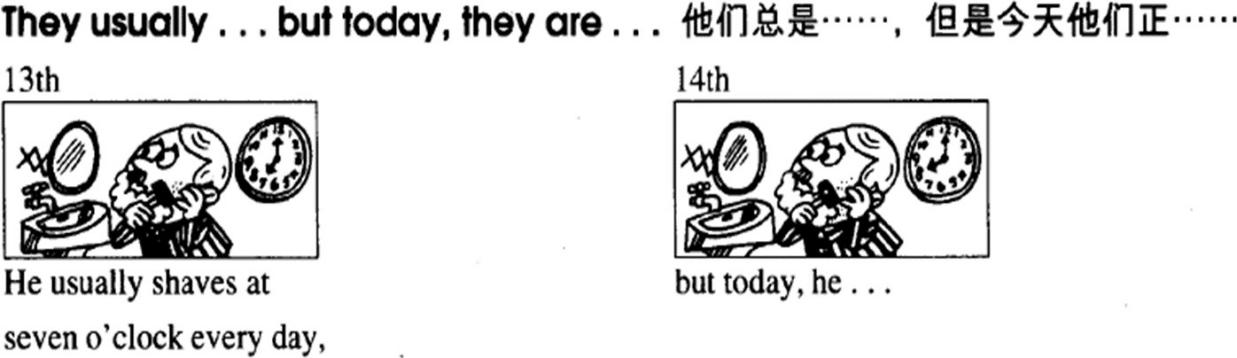 They usually . . . but today, they are . . . 他们总是……，但是今天他们正……
13th
14th
He usually shaves at
seven o'clock every day,
but today, he . . .